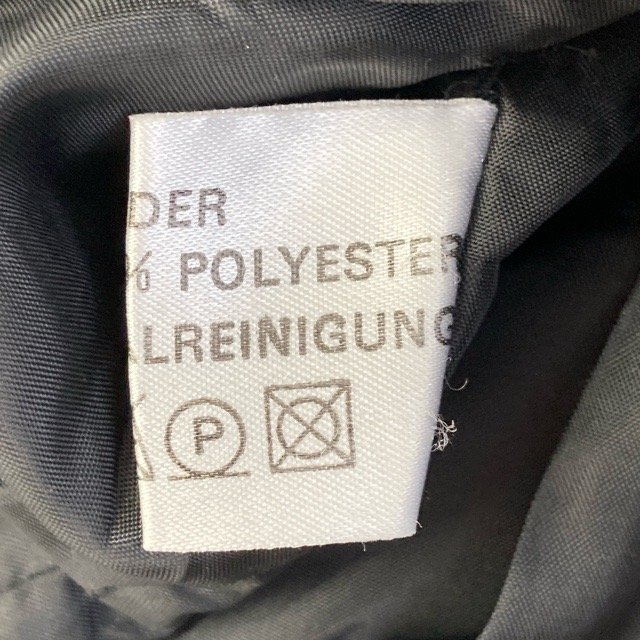 DER
% POLYESTER
LREINIGUNG
P